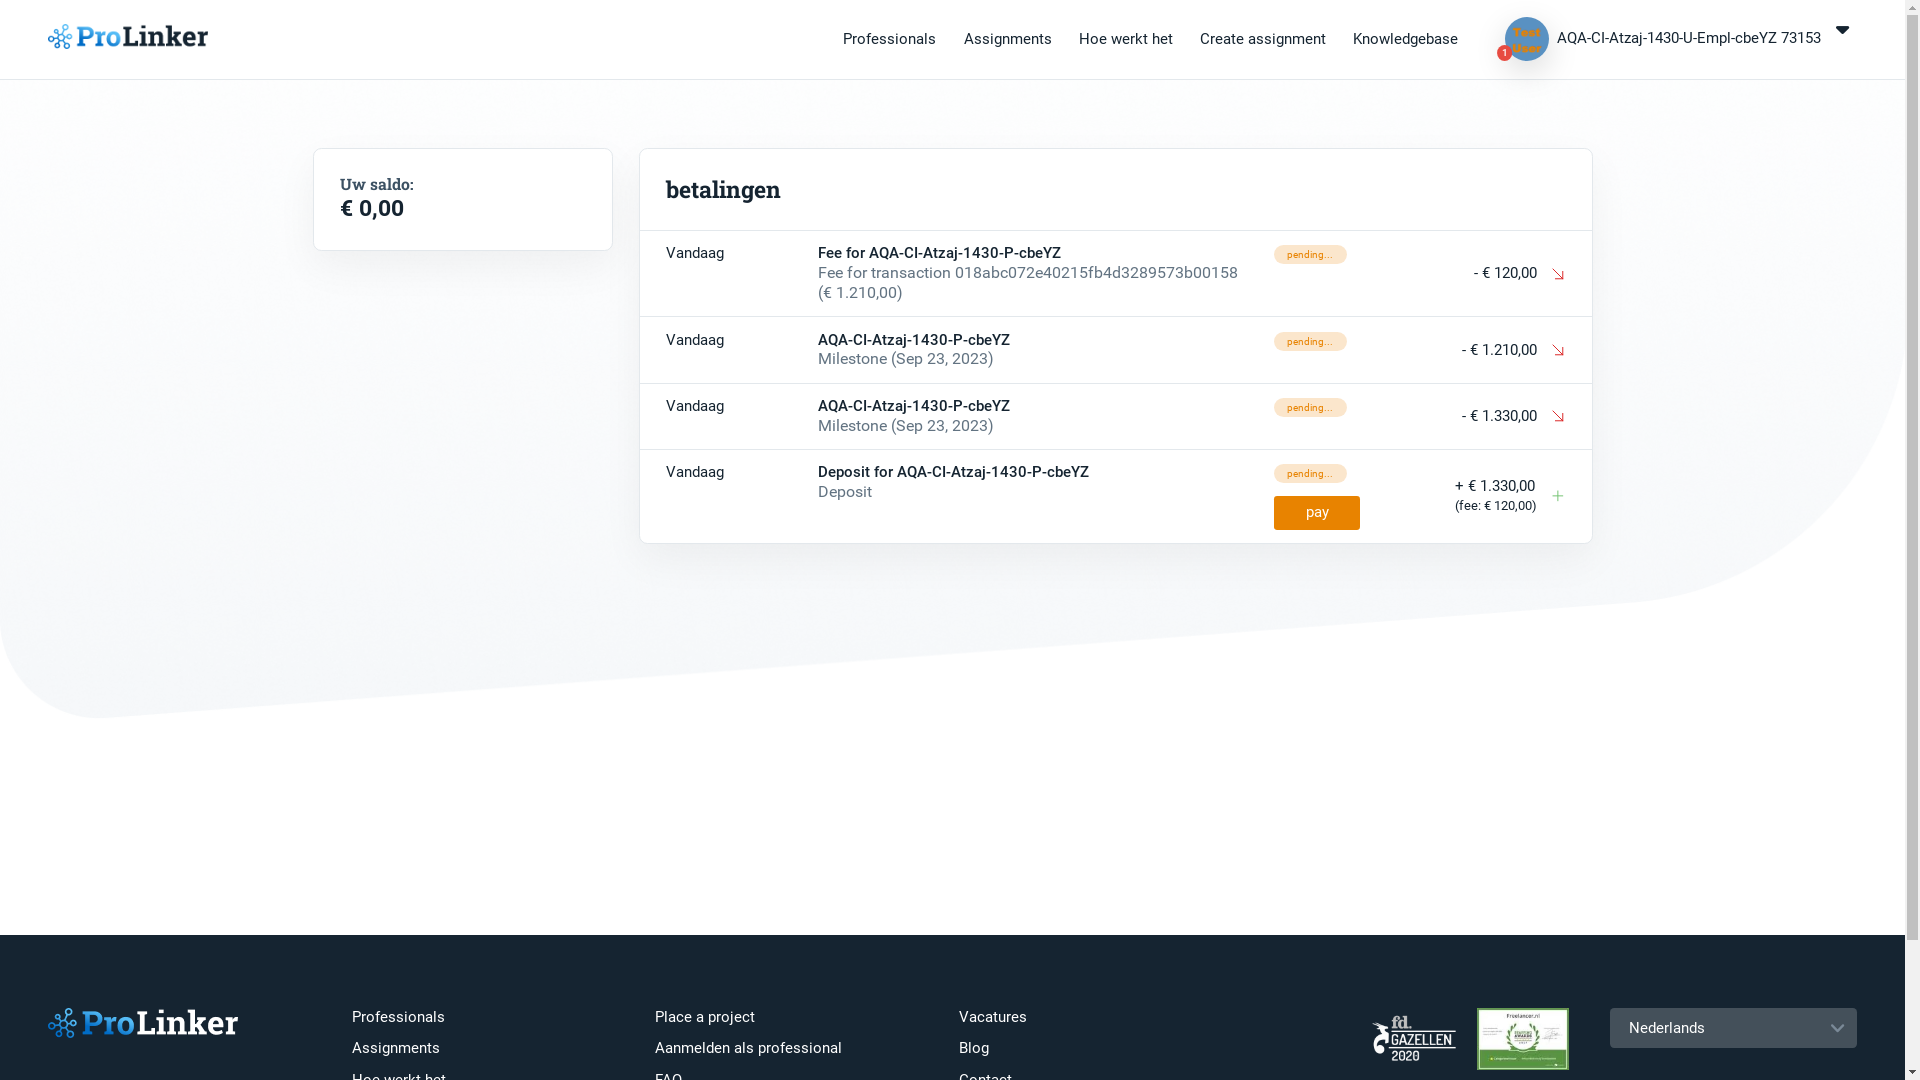 ProLinker
Professionals
Assignments
Hoe werkt het
Create assignment
Knowledgebase
Test
User
1
AQA-CI-Atzaj-1430-U-Empl-cbeYZ 73153
Uw saldo:
€ 0,00
betalingen
Vandaag
Fee for AQA-CI-Atzaj-1430-P-cbeYZ
Fee for transaction 018abc072e40215fb4d3289573b00158
(€ 1.210,00)
pending...
- € 120,00
Vandaag
AQA-CI-Atzaj-1430-P-cbeYZ
Milestone (Sep 23, 2023)
pending...
- € 1.210,00
Vandaag
AQA-CI-Atzaj-1430-P-cbeYZ
Milestone (Sep 23, 2023)
pending...
- € 1.330,00
Vandaag
Deposit for AQA-CI-Atzaj-1430-P-cbeYZ
Deposit
pending...
pay
+ € 1.330,00
(fee: € 120,00)
ProLinker
Professionals
Assignments
Hoe werkt het
Place a project
Aanmelden als professional
FAQ
Vacatures
Blog
Contact
fd.
GAZELLEN
2020
Freelancer.nl
Nederlands